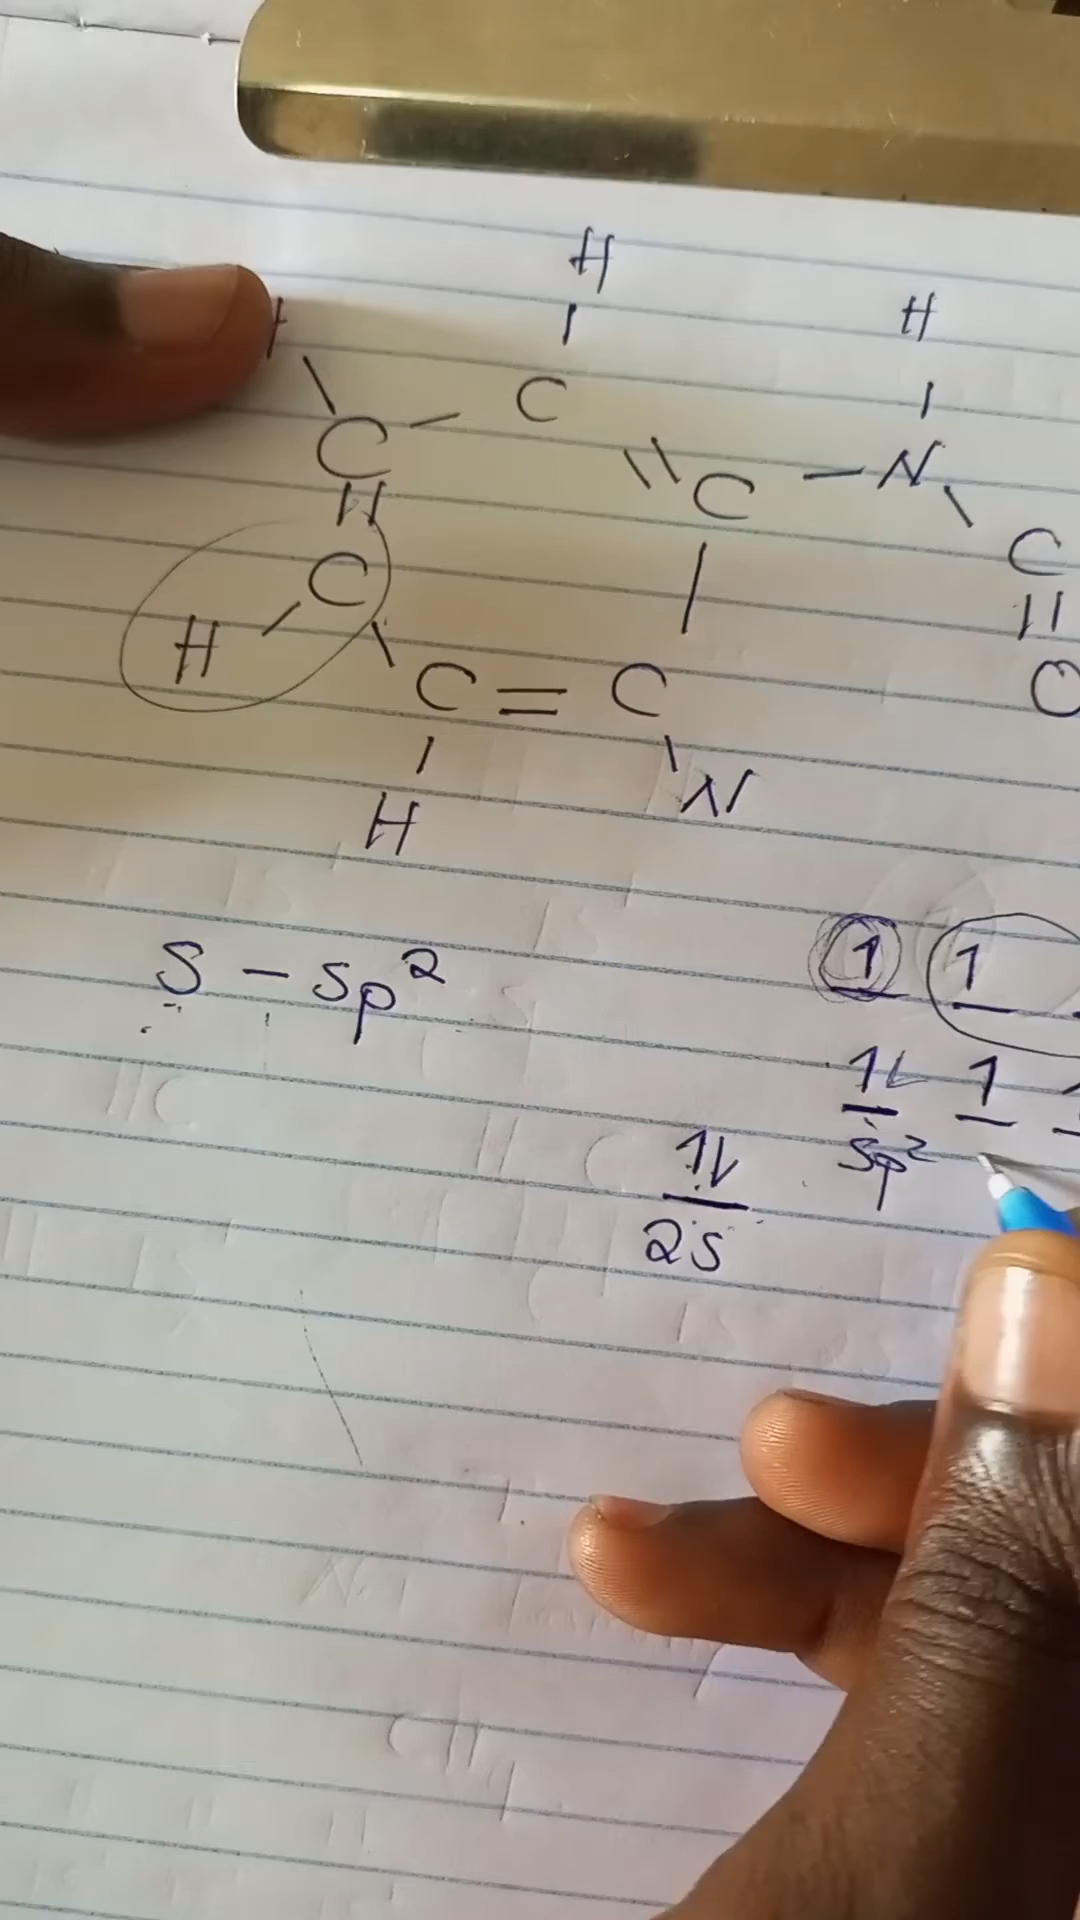 H
H
H
C - C
\\ C - N
C
C
||
O
H
C = C
N
H
S - Sp²
1 1
1↓ 1
Sp²
1↓
2s